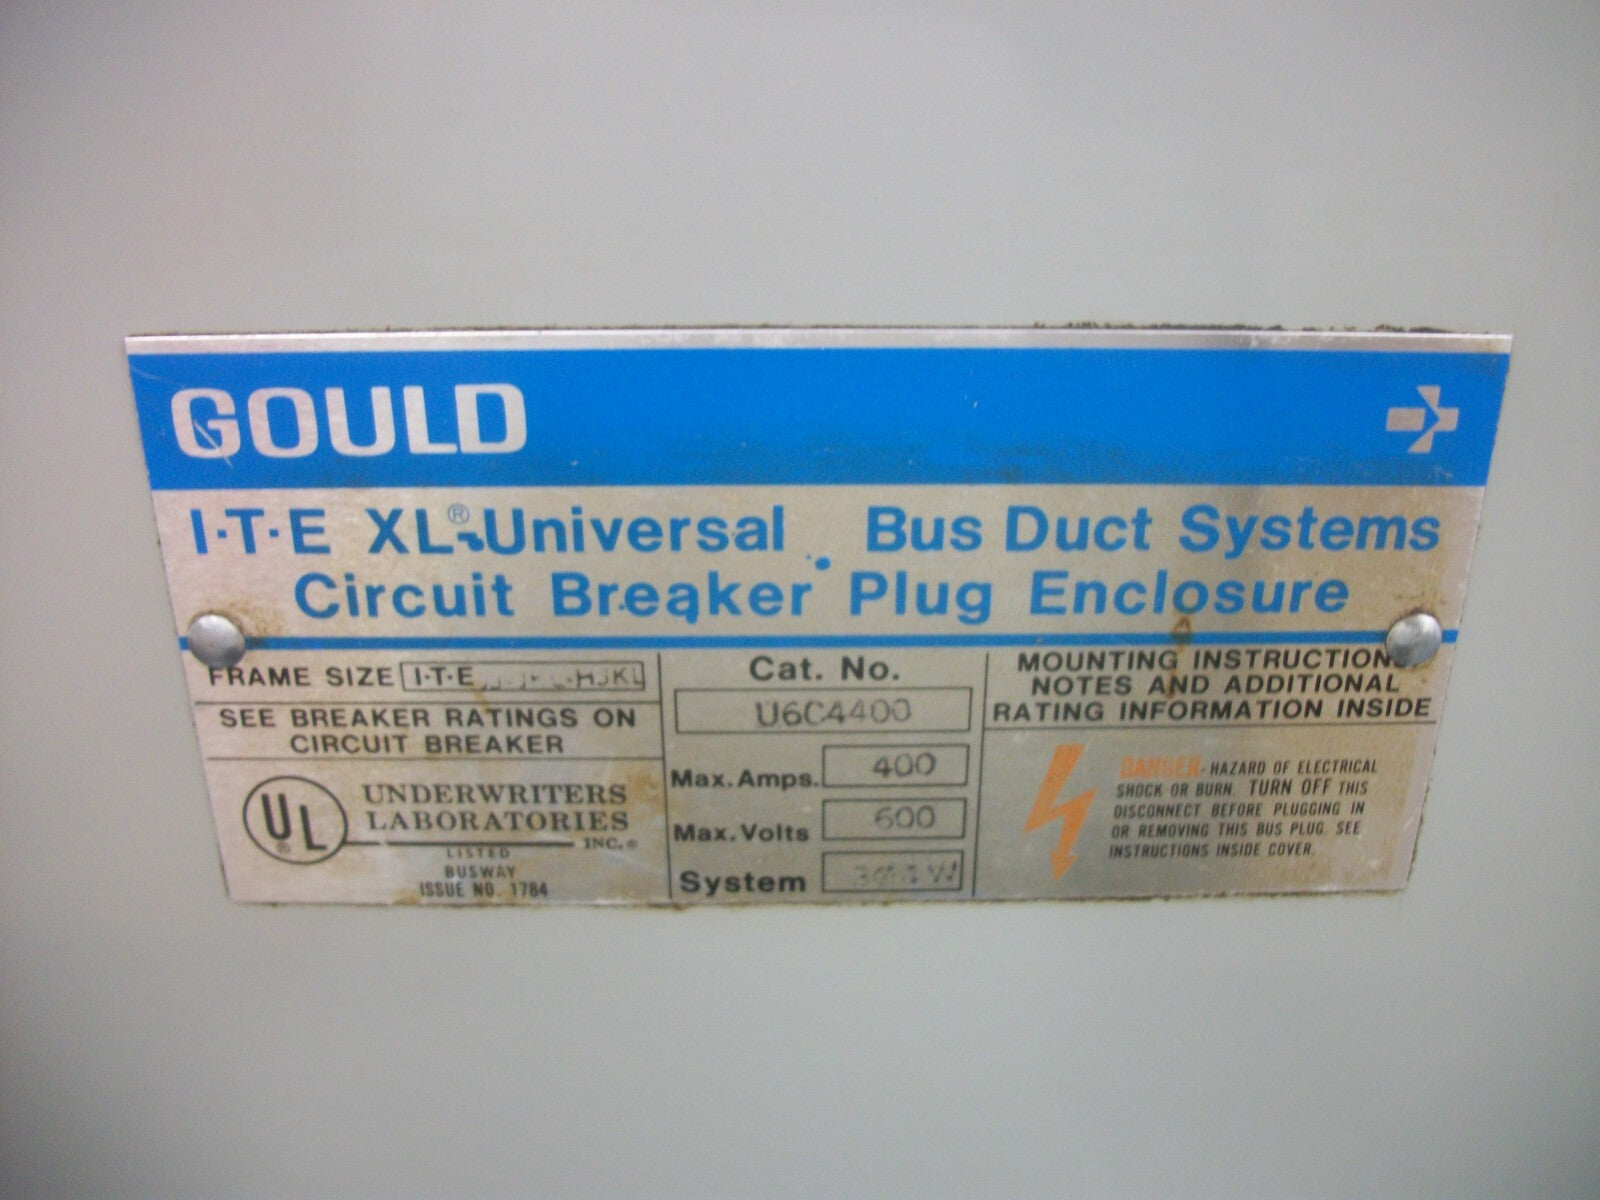 GOULD
I·T·E XL®-Universal Bus Duct Systems
Circuit Breaker Plug Enclosure
FRAME SIZE I·T·E
SEE BREAKER RATINGS ON
CIRCUIT BREAKER
UL®
UNDERWRITERS
LABORATORIES
INC.®
LISTED
BUSWAY
ISSUE NO. 1784
Cat. No.
U6C4400
Max. Amps. 400
Max. Volts 600
System
MOUNTING INSTRUCTIONS,
NOTES AND ADDITIONAL
RATING INFORMATION INSIDE
DANGER- HAZARD OF ELECTRICAL
SHOCK OR BURN. TURN OFF THIS
DISCONNECT BEFORE PLUGGING IN
OR REMOVING THIS BUS PLUG. SEE
INSTRUCTIONS INSIDE COVER.